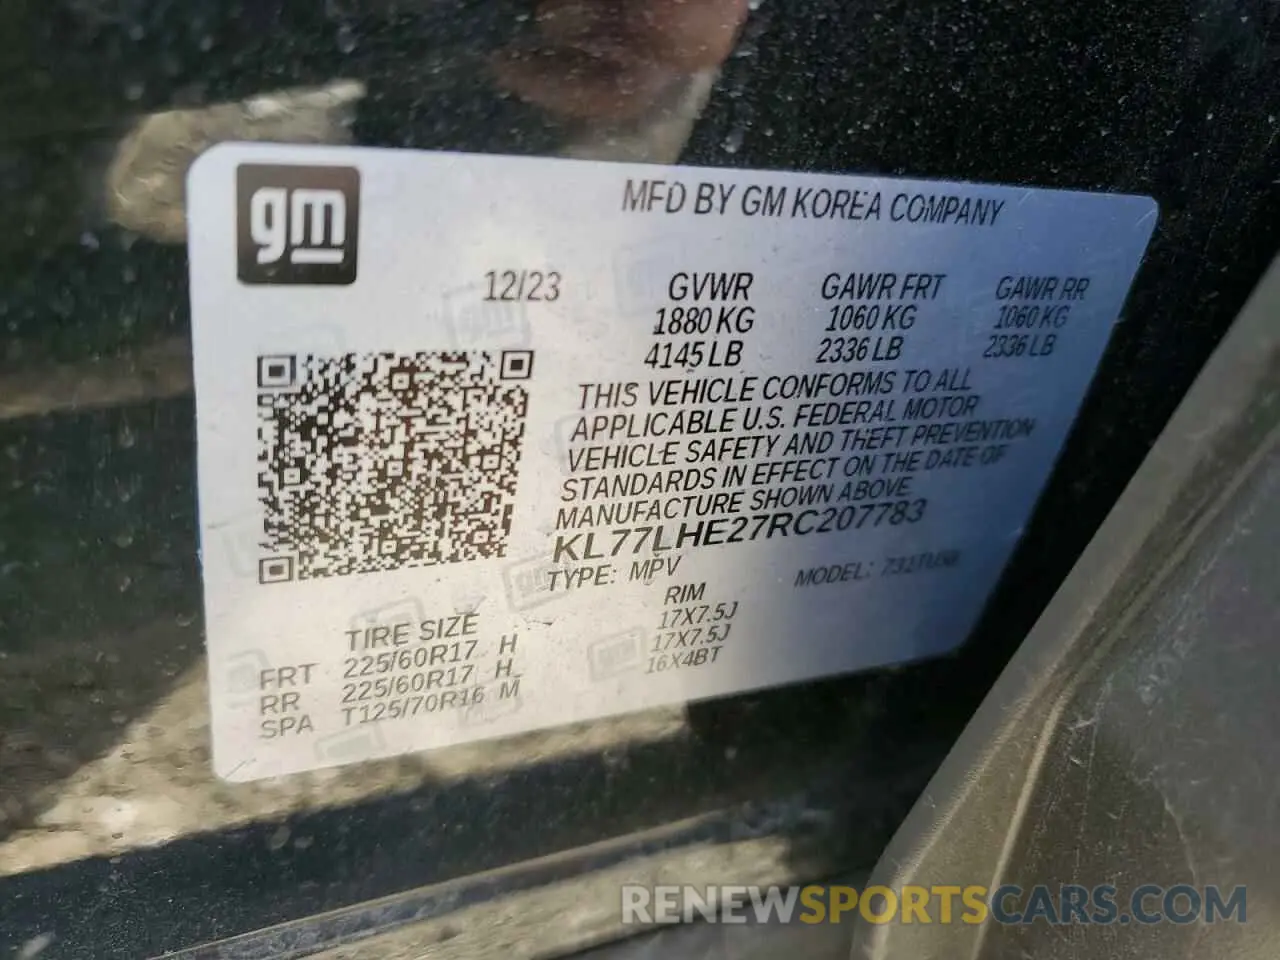 gm
MFD BY GM KOREA COMPANY
12/23 GVWR GAWR FRT GAWR RR
1880 KG 1060 KG 1060 KG
4145 LB 2336 LB 2336 LB
THIS VEHICLE CONFORMS TO ALL
APPLICABLE U.S. FEDERAL MOTOR
VEHICLE SAFETY AND THEFT PREVENTION
STANDARDS IN EFFECT ON THE DATE OF
MANUFACTURE SHOWN ABOVE
KL77LHE27RC207783
TYPE: MPV MODEL:
TIRE SIZE RIM
FRT 225/60R17 H 17X7.5J
RR 225/60R17 H 17X7.5J
SPA T125/70R16 M 16X4BT
RENEWSPORTSCARS.COM